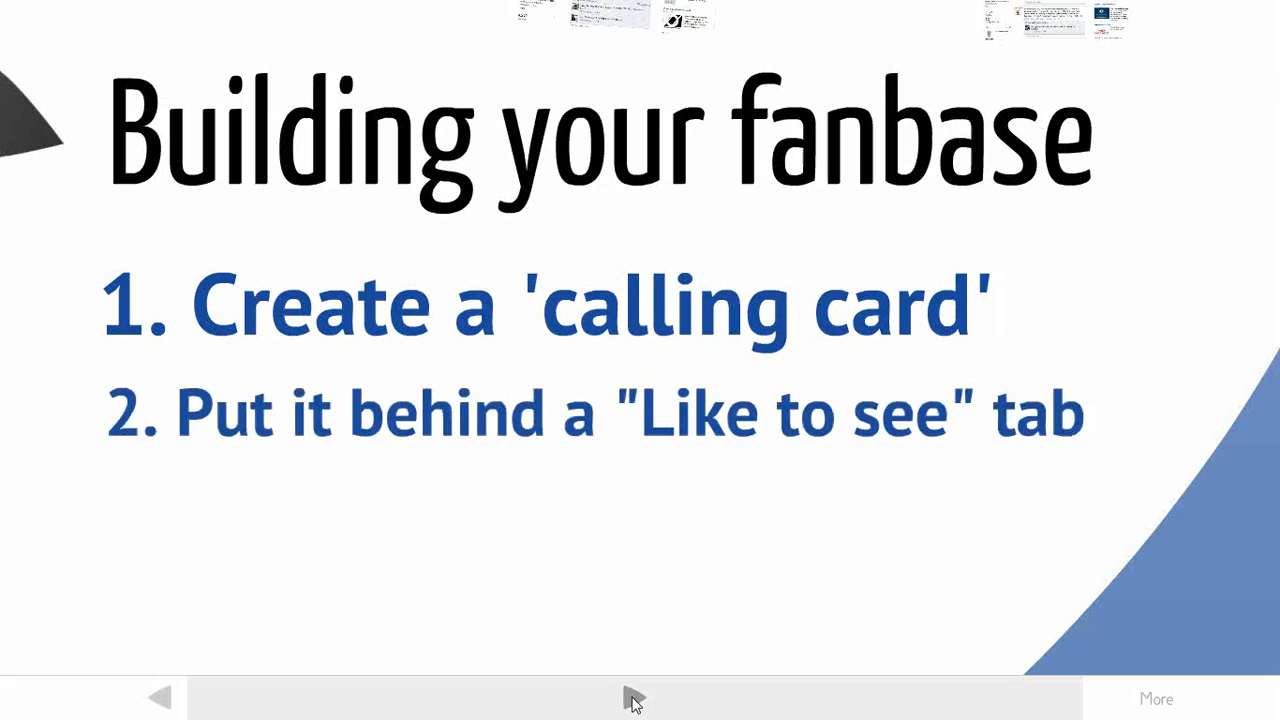 Building your fanbase
1. Create a 'calling card'
2. Put it behind a "Like to see" tab
More